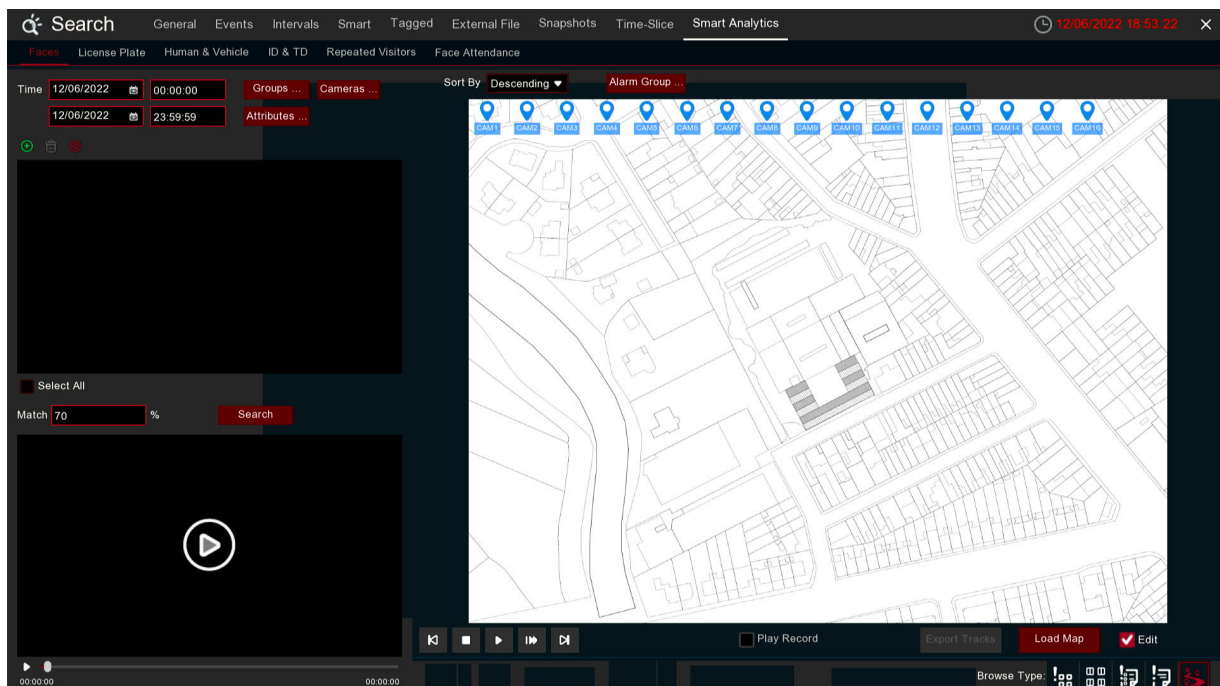 Search General Events Intervals Smart Tagged External File Snapshots Time-Slice Smart Analytics 12/06/2022 18:53:22
Faces License Plate Human & Vehicle ID & TD Repeated Visitors Face Attendance
Time 12/06/2022 00:00:00 Groups ... Cameras ...
12/06/2022 23:59:59 Attributes ...
Sort By Descending Alarm Group ...
CAM1 CAM2 CAM3 CAM4 CAM5 CAM6 CAM7 CAM8 CAM9 CAM10 CAM11 CAM12 CAM13 CAM14 CAM15 CAM16
Select All
Match 70 % Search
Play Record Export Tracks Load Map Edit
00:00:00 00:00:00
Browse Type: